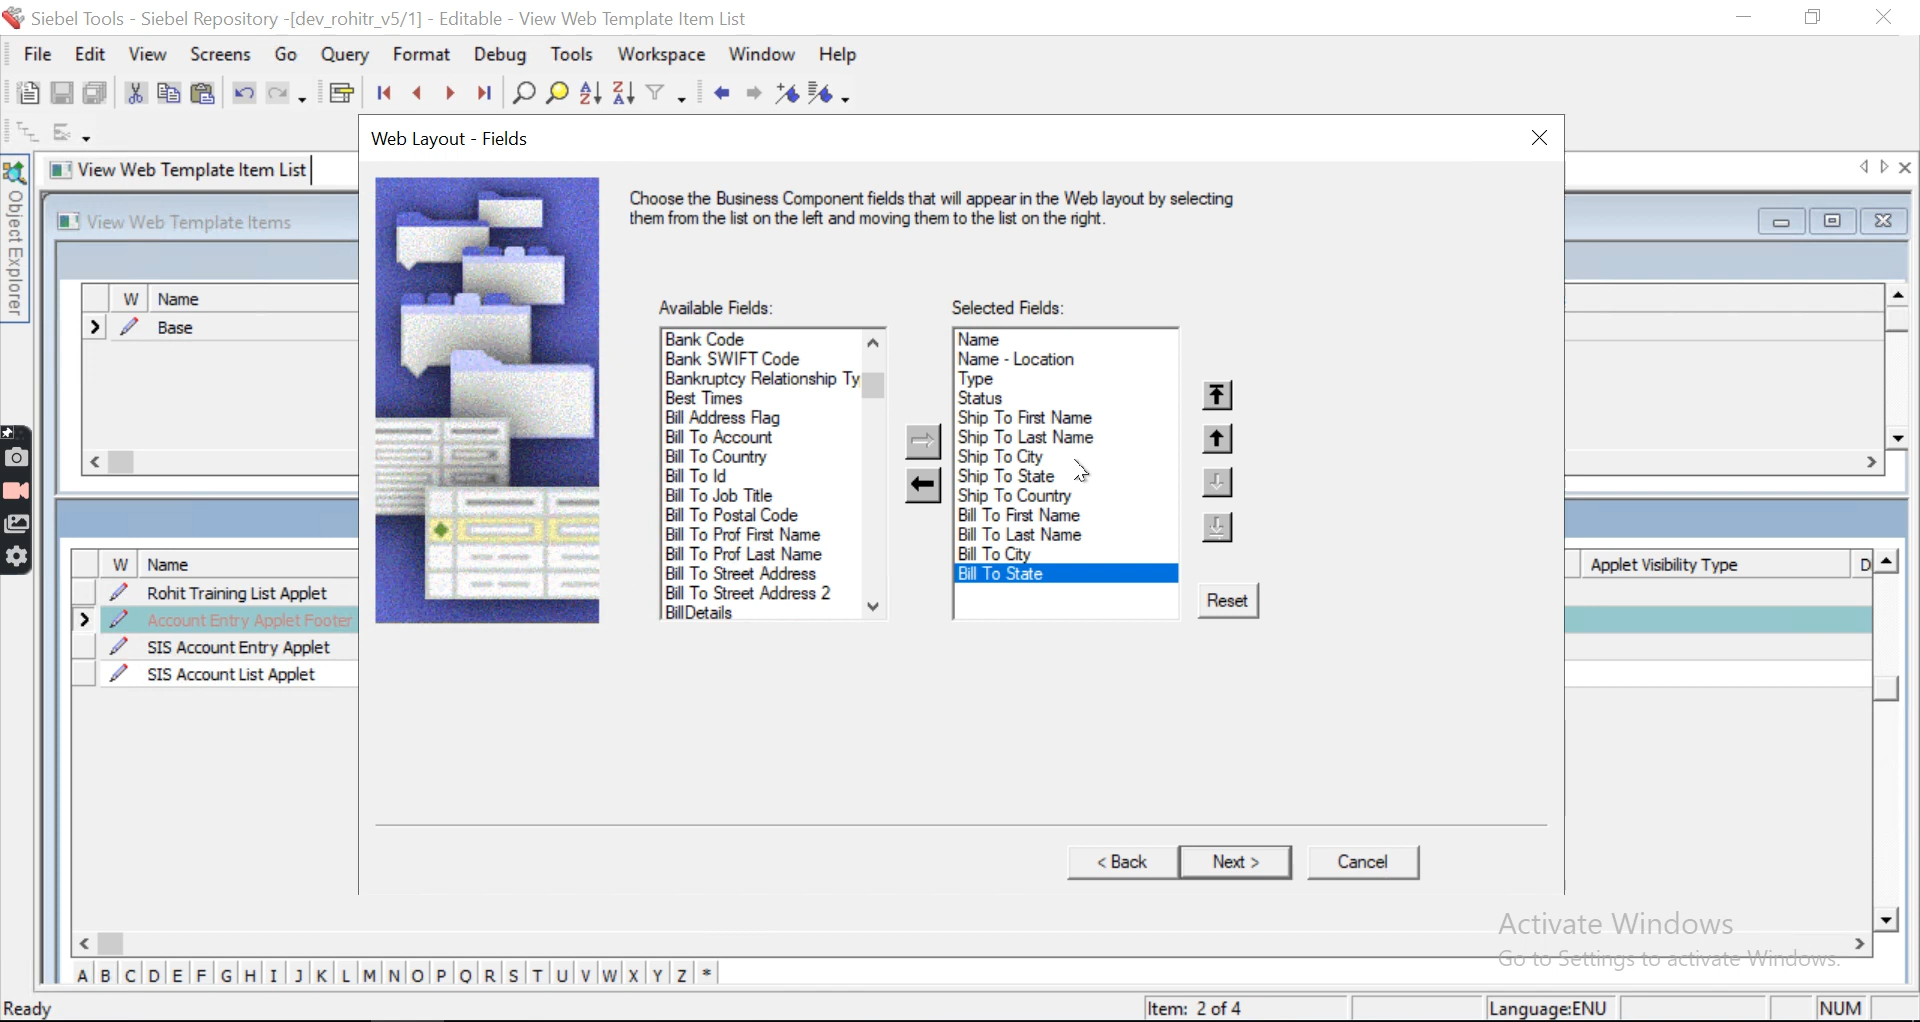 Siebel Tools - Siebel Repository -[dev_rohitr_v5/1] - Editable - View Web Template Item List
File Edit View Screens Go Query Format Debug Tools Workspace Window Help
Web Layout - Fields
View Web Template Item List
Object Explorer
View Web Template Items
W Name
Base
Choose the Business Component fields that will appear in the Web layout by selecting
them from the list on the left and moving them to the list on the right.
Available Fields:
Bank Code
Bank SWIFT Code
Bankruptcy Relationship Ty
Best Times
Bill Address Flag
Bill To Account
Bill To Country
Bill To Id
Bill To Job Title
Bill To Postal Code
Bill To Prof First Name
Bill To Prof Last Name
Bill To Street Address
Bill To Street Address 2
BillDetails
Selected Fields:
Name
Name - Location
Type
Status
Ship To First Name
Ship To Last Name
Ship To City
Ship To State
Ship To Country
Bill To First Name
Bill To Last Name
Bill To City
Bill To State
Reset
< Back Next > Cancel
W Name
Applet Visibility Type D
Rohit Training List Applet
Account Entry Applet Footer
SIS Account Entry Applet
SIS Account List Applet
Activate Windows
Go to Settings to activate Windows.
A B C D E F G H I J K L M N O P Q R S T U V W X Y Z *
Ready Item: 2 of 4 Language:ENU NUM